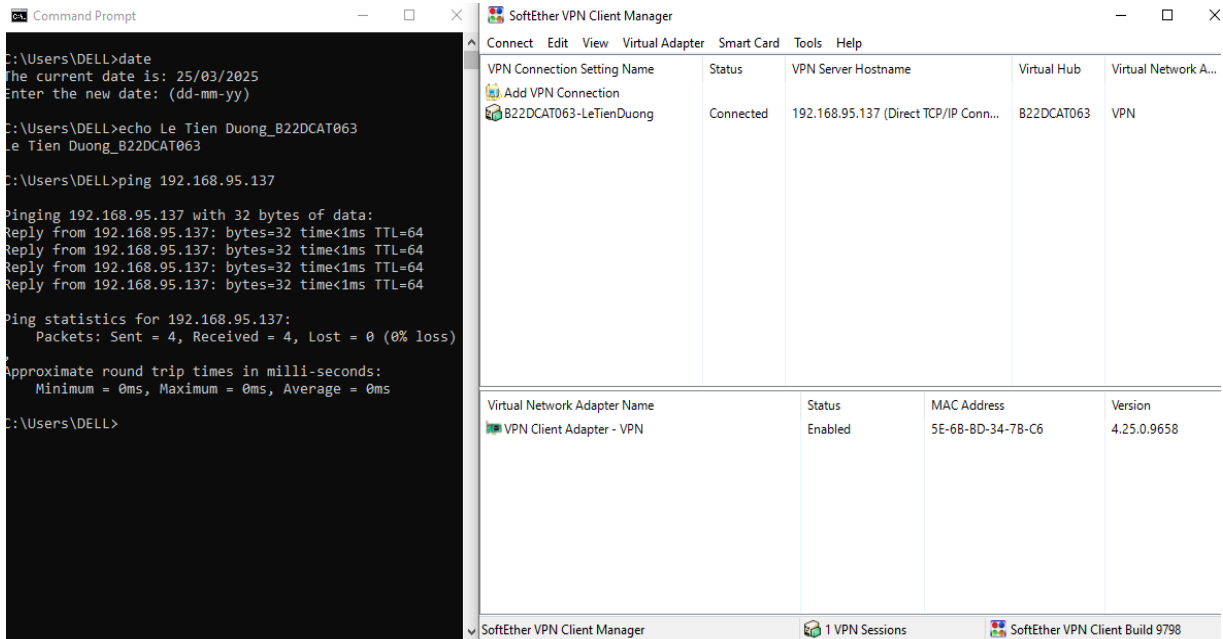 Command Prompt
C:\Users\DELL>date
The current date is: 25/03/2025
Enter the new date: (dd-mm-yy)
C:\Users\DELL>echo Le Tien Duong_B22DCAT063
Le Tien Duong_B22DCAT063
C:\Users\DELL>ping 192.168.95.137
Pinging 192.168.95.137 with 32 bytes of data:
Reply from 192.168.95.137: bytes=32 time<1ms TTL=64
Reply from 192.168.95.137: bytes=32 time<1ms TTL=64
Reply from 192.168.95.137: bytes=32 time<1ms TTL=64
Reply from 192.168.95.137: bytes=32 time<1ms TTL=64
Ping statistics for 192.168.95.137:
Packets: Sent = 4, Received = 4, Lost = 0 (0% loss)
,
Approximate round trip times in milli-seconds:
Minimum = 0ms, Maximum = 0ms, Average = 0ms
C:\Users\DELL>
SoftEther VPN Client Manager
Connect Edit View Virtual Adapter Smart Card Tools Help
VPN Connection Setting Name Status VPN Server Hostname Virtual Hub Virtual Network A...
Add VPN Connection
B22DCAT063-LeTienDuong Connected 192.168.95.137 (Direct TCP/IP Conn... B22DCAT063 VPN
Virtual Network Adapter Name Status MAC Address Version
VPN Client Adapter - VPN Enabled 5E-6B-BD-34-7B-C6 4.25.0.9658
SoftEther VPN Client Manager 1 VPN Sessions SoftEther VPN Client Build 9798